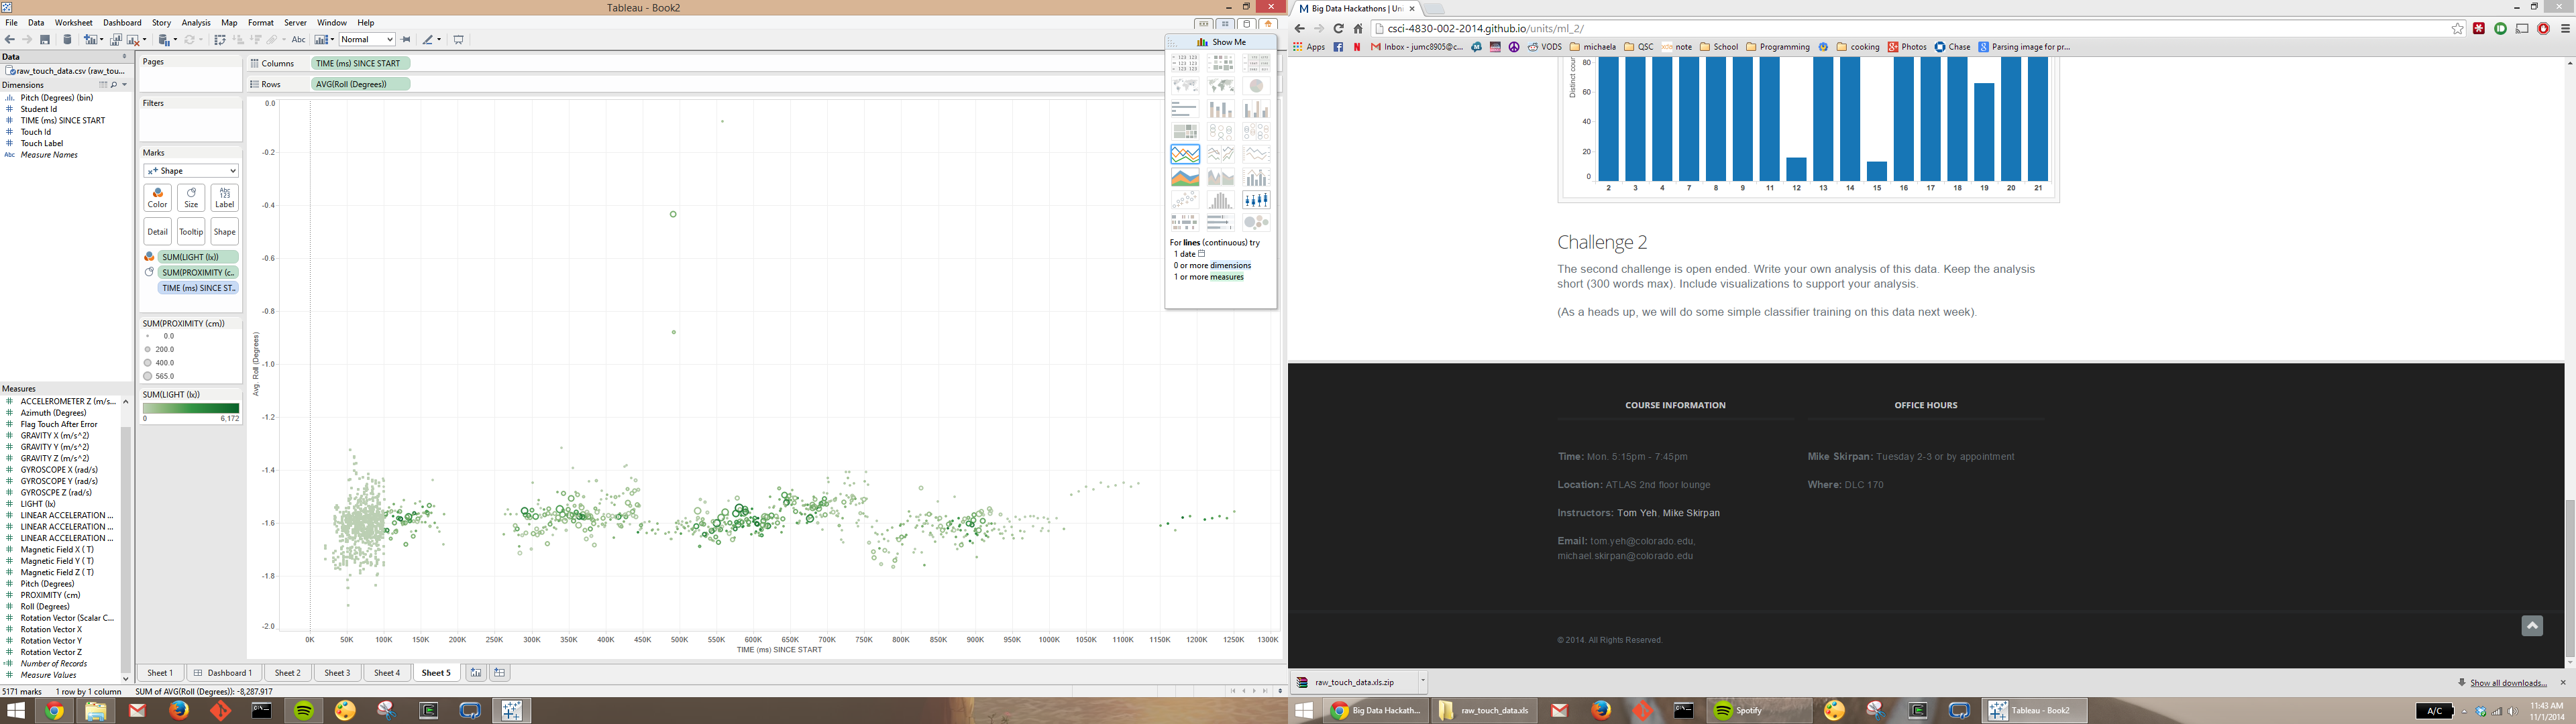 Tableau - Book2
File Data Worksheet Dashboard Story Analysis Map Format Server Window Help
Abc Normal
Show Me
Data
raw_touch_data.csv (raw_tou...
Dimensions
Pitch (Degrees) (bin)
Student Id
TIME (ms) SINCE START
Touch Id
Touch Label
Abc Measure Names
Measures
ACCELEROMETER Z (m/s...
Azimuth (Degrees)
Flag Touch After Error
GRAVITY X (m/s^2)
GRAVITY Y (m/s^2)
GRAVITY Z (m/s^2)
GYROSCOPE X (rad/s)
GYROSCOPE Y (rad/s)
GYROSCPE Z (rad/s)
LIGHT (lx)
LINEAR ACCELERATION ...
LINEAR ACCELERATION ...
LINEAR ACCELERATION ...
Magnetic Field X ( T)
Magnetic Field Y ( T)
Magnetic Field Z ( T)
Pitch (Degrees)
PROXIMITY (cm)
Roll (Degrees)
Rotation Vector (Scalar C...
Rotation Vector X
Rotation Vector Y
Rotation Vector Z
Number of Records
Measure Values
Pages
Filters
Marks
Shape
Color Size Label
Detail Tooltip Shape
SUM(LIGHT (lx))
SUM(PROXIMITY (c..
TIME (ms) SINCE ST..
SUM(PROXIMITY (cm))
0.0
200.0
400.0
565.0
SUM(LIGHT (lx))
0 6,172
Columns TIME (ms) SINCE START
Rows AVG(Roll (Degrees))
0.0
-0.2
-0.4
-0.6
-0.8
-1.0
-1.2
-1.4
-1.6
-1.8
-2.0
Avg. Roll (Degrees)
0K 50K 100K 150K 200K 250K 300K 350K 400K 450K 500K 550K 600K 650K 700K 750K 800K 850K 900K 950K 1000K 1050K 1100K 1150K 1200K 1250K 1300K
TIME (ms) SINCE START
For lines (continuous) try
1 date
0 or more dimensions
1 or more measures
Sheet 1 Dashboard 1 Sheet 2 Sheet 3 Sheet 4 Sheet 5
5171 marks 1 row by 1 column SUM of AVG(Roll (Degrees)): -8,287.917
Big Data Hackathons | Uni
csci-4830-002-2014.github.io/units/ml_2/
Apps Inbox - jumc8905@c... VODS michaela QSC note School Programming cooking Photos Chase Parsing image for pr...
Distinct coun
80
60
40
20
0
2 3 4 7 8 9 11 12 13 14 15 16 17 18 19 20 21
Challenge 2
The second challenge is open ended. Write your own analysis of this data. Keep the analysis
short (300 words max). Include visualizations to support your analysis.
(As a heads up, we will do some simple classifier training on this data next week).
COURSE INFORMATION
Time: Mon. 5:15pm - 7:45pm
Location: ATLAS 2nd floor lounge
Instructors: Tom Yeh, Mike Skirpan
Email: tom.yeh@colorado.edu,
michael.skirpan@colorado.edu
OFFICE HOURS
Mike Skirpan: Tuesday 2-3 or by appointment
Where: DLC 170
© 2014. All Rights Reserved.
raw_touch_data.xls.zip
Show all downloads...
Big Data Hackath... raw_touch_data.xls Spotify Tableau - Book2
A/C
11:43 AM
11/1/2014